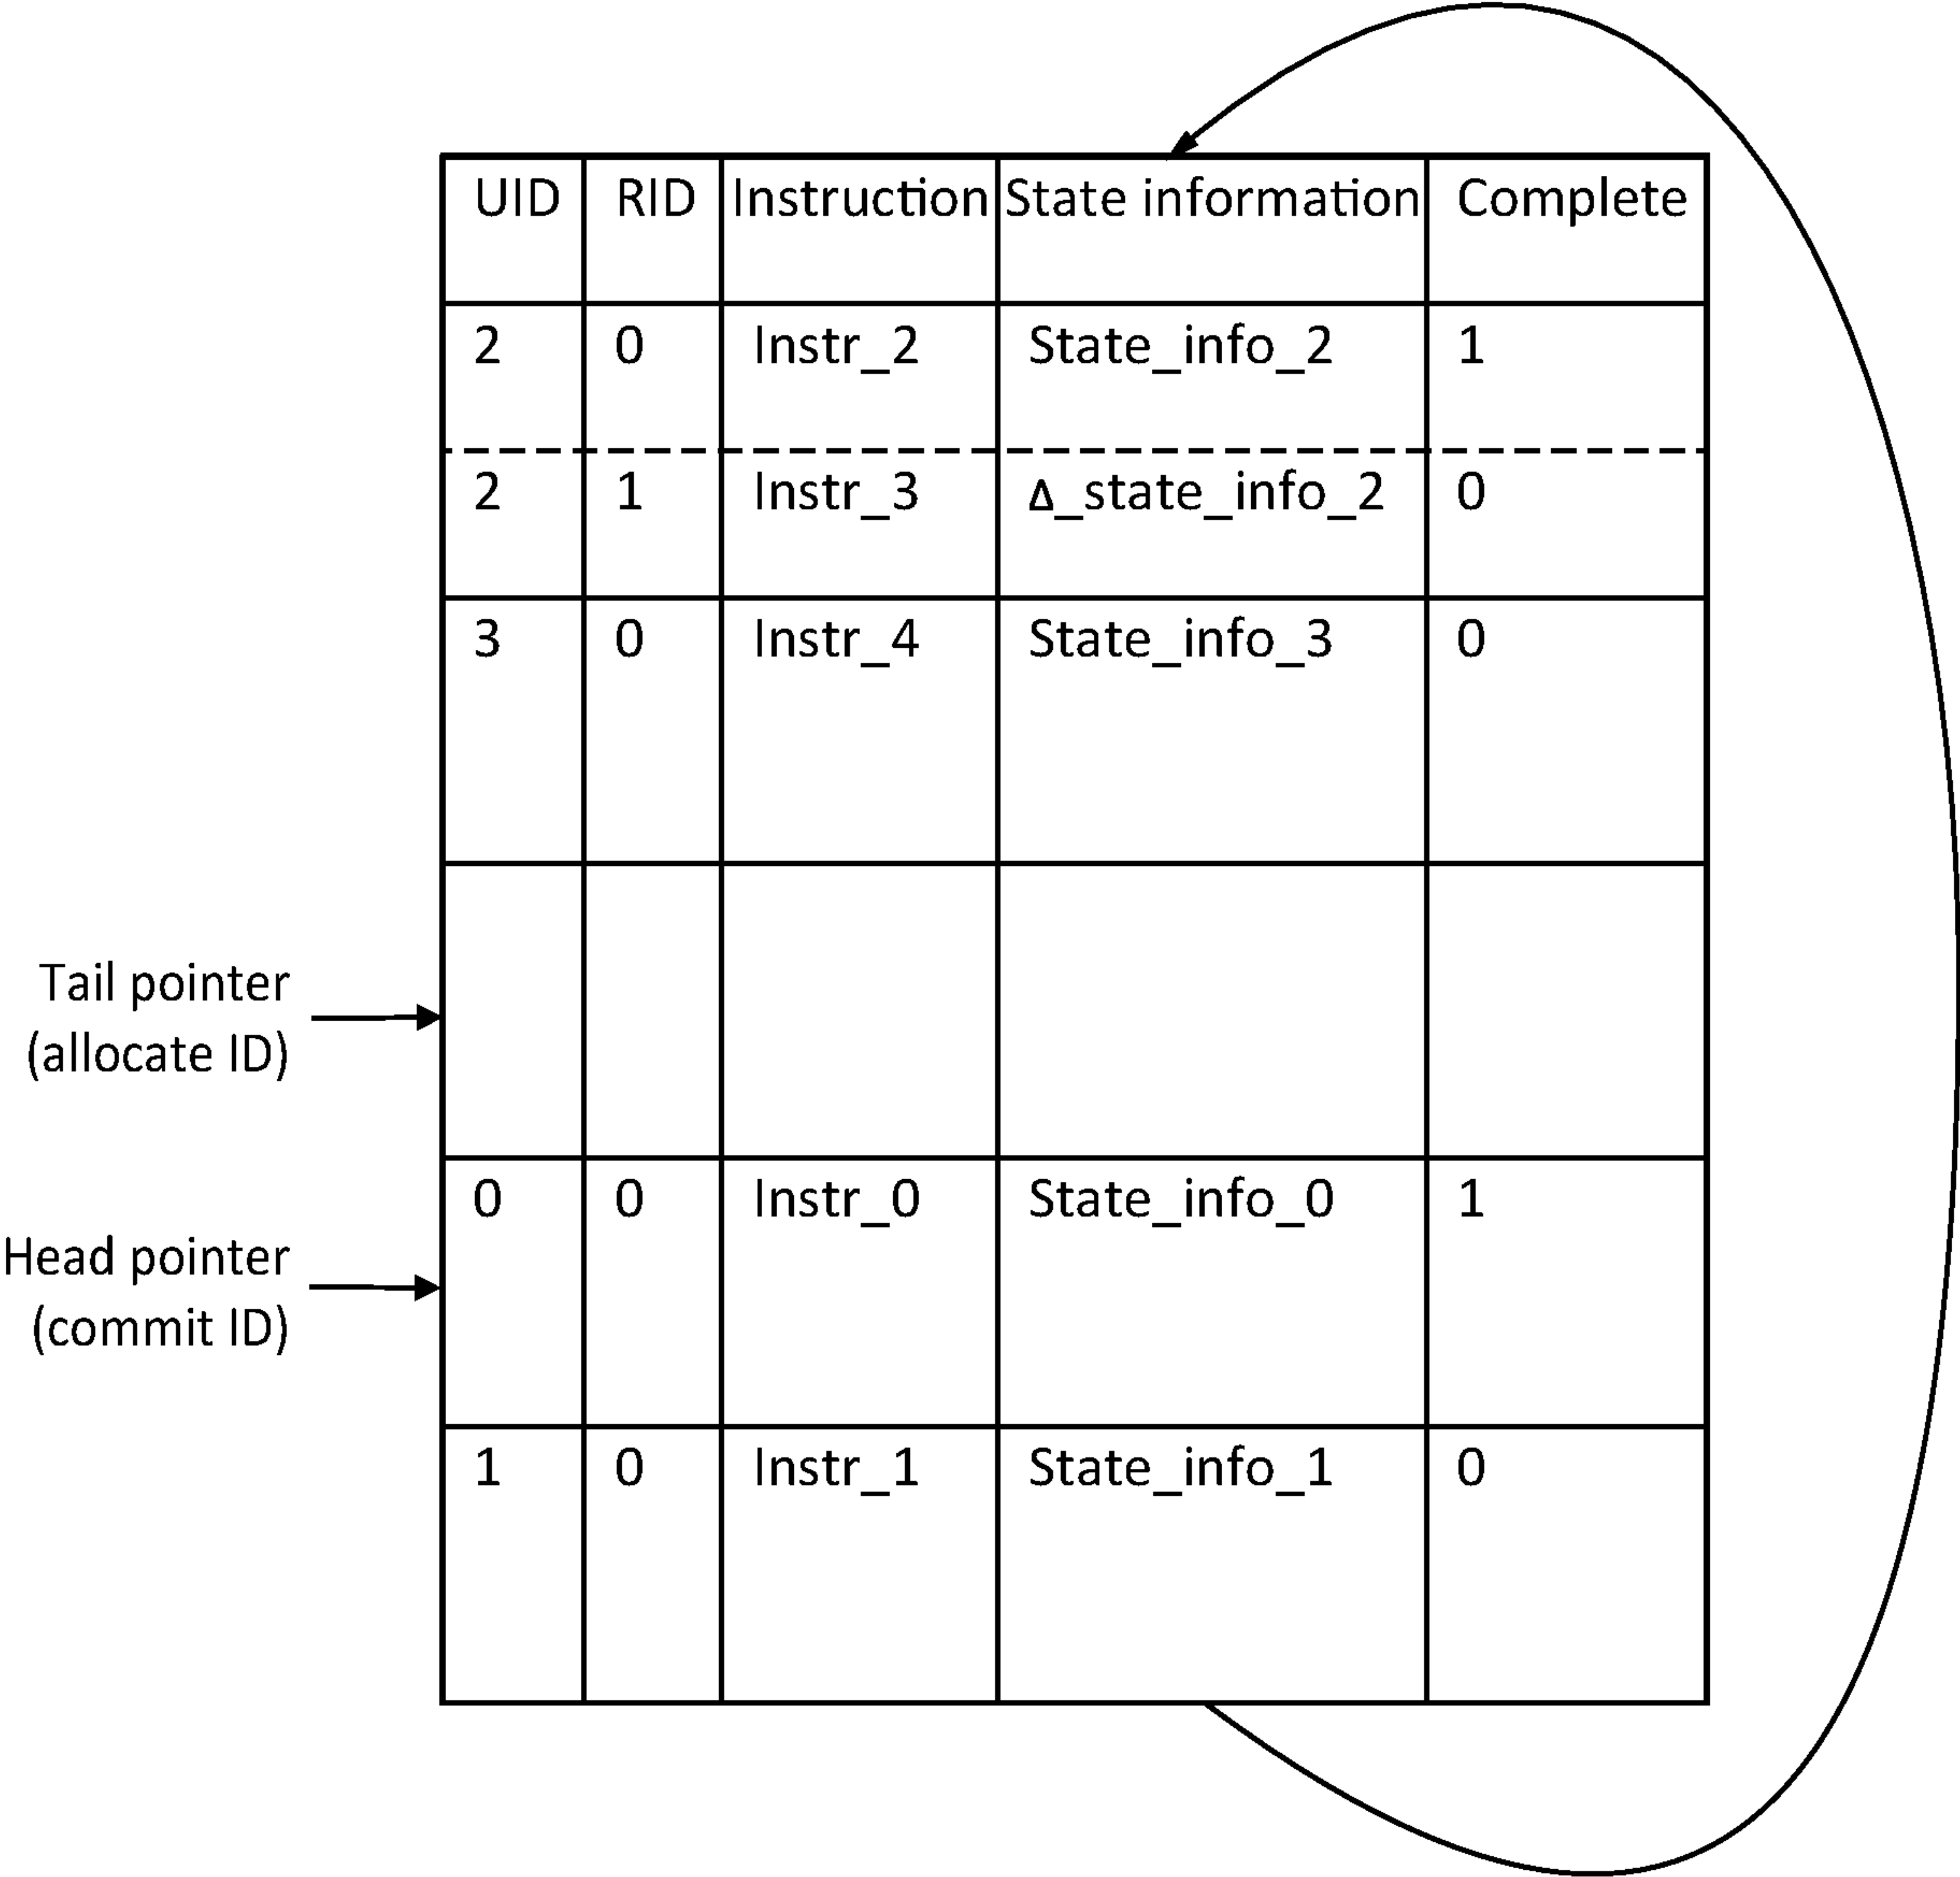 UID RID Instruction State information Complete
2 0 Instr_2 State_info_2 1
2 1 Instr_3 Δ_state_info_2 0
3 0 Instr_4 State_info_3 0
Tail pointer
(allocate ID)
0 0 Instr_0 State_info_0 1
Head pointer
(commit ID)
1 0 Instr_1 State_info_1 0